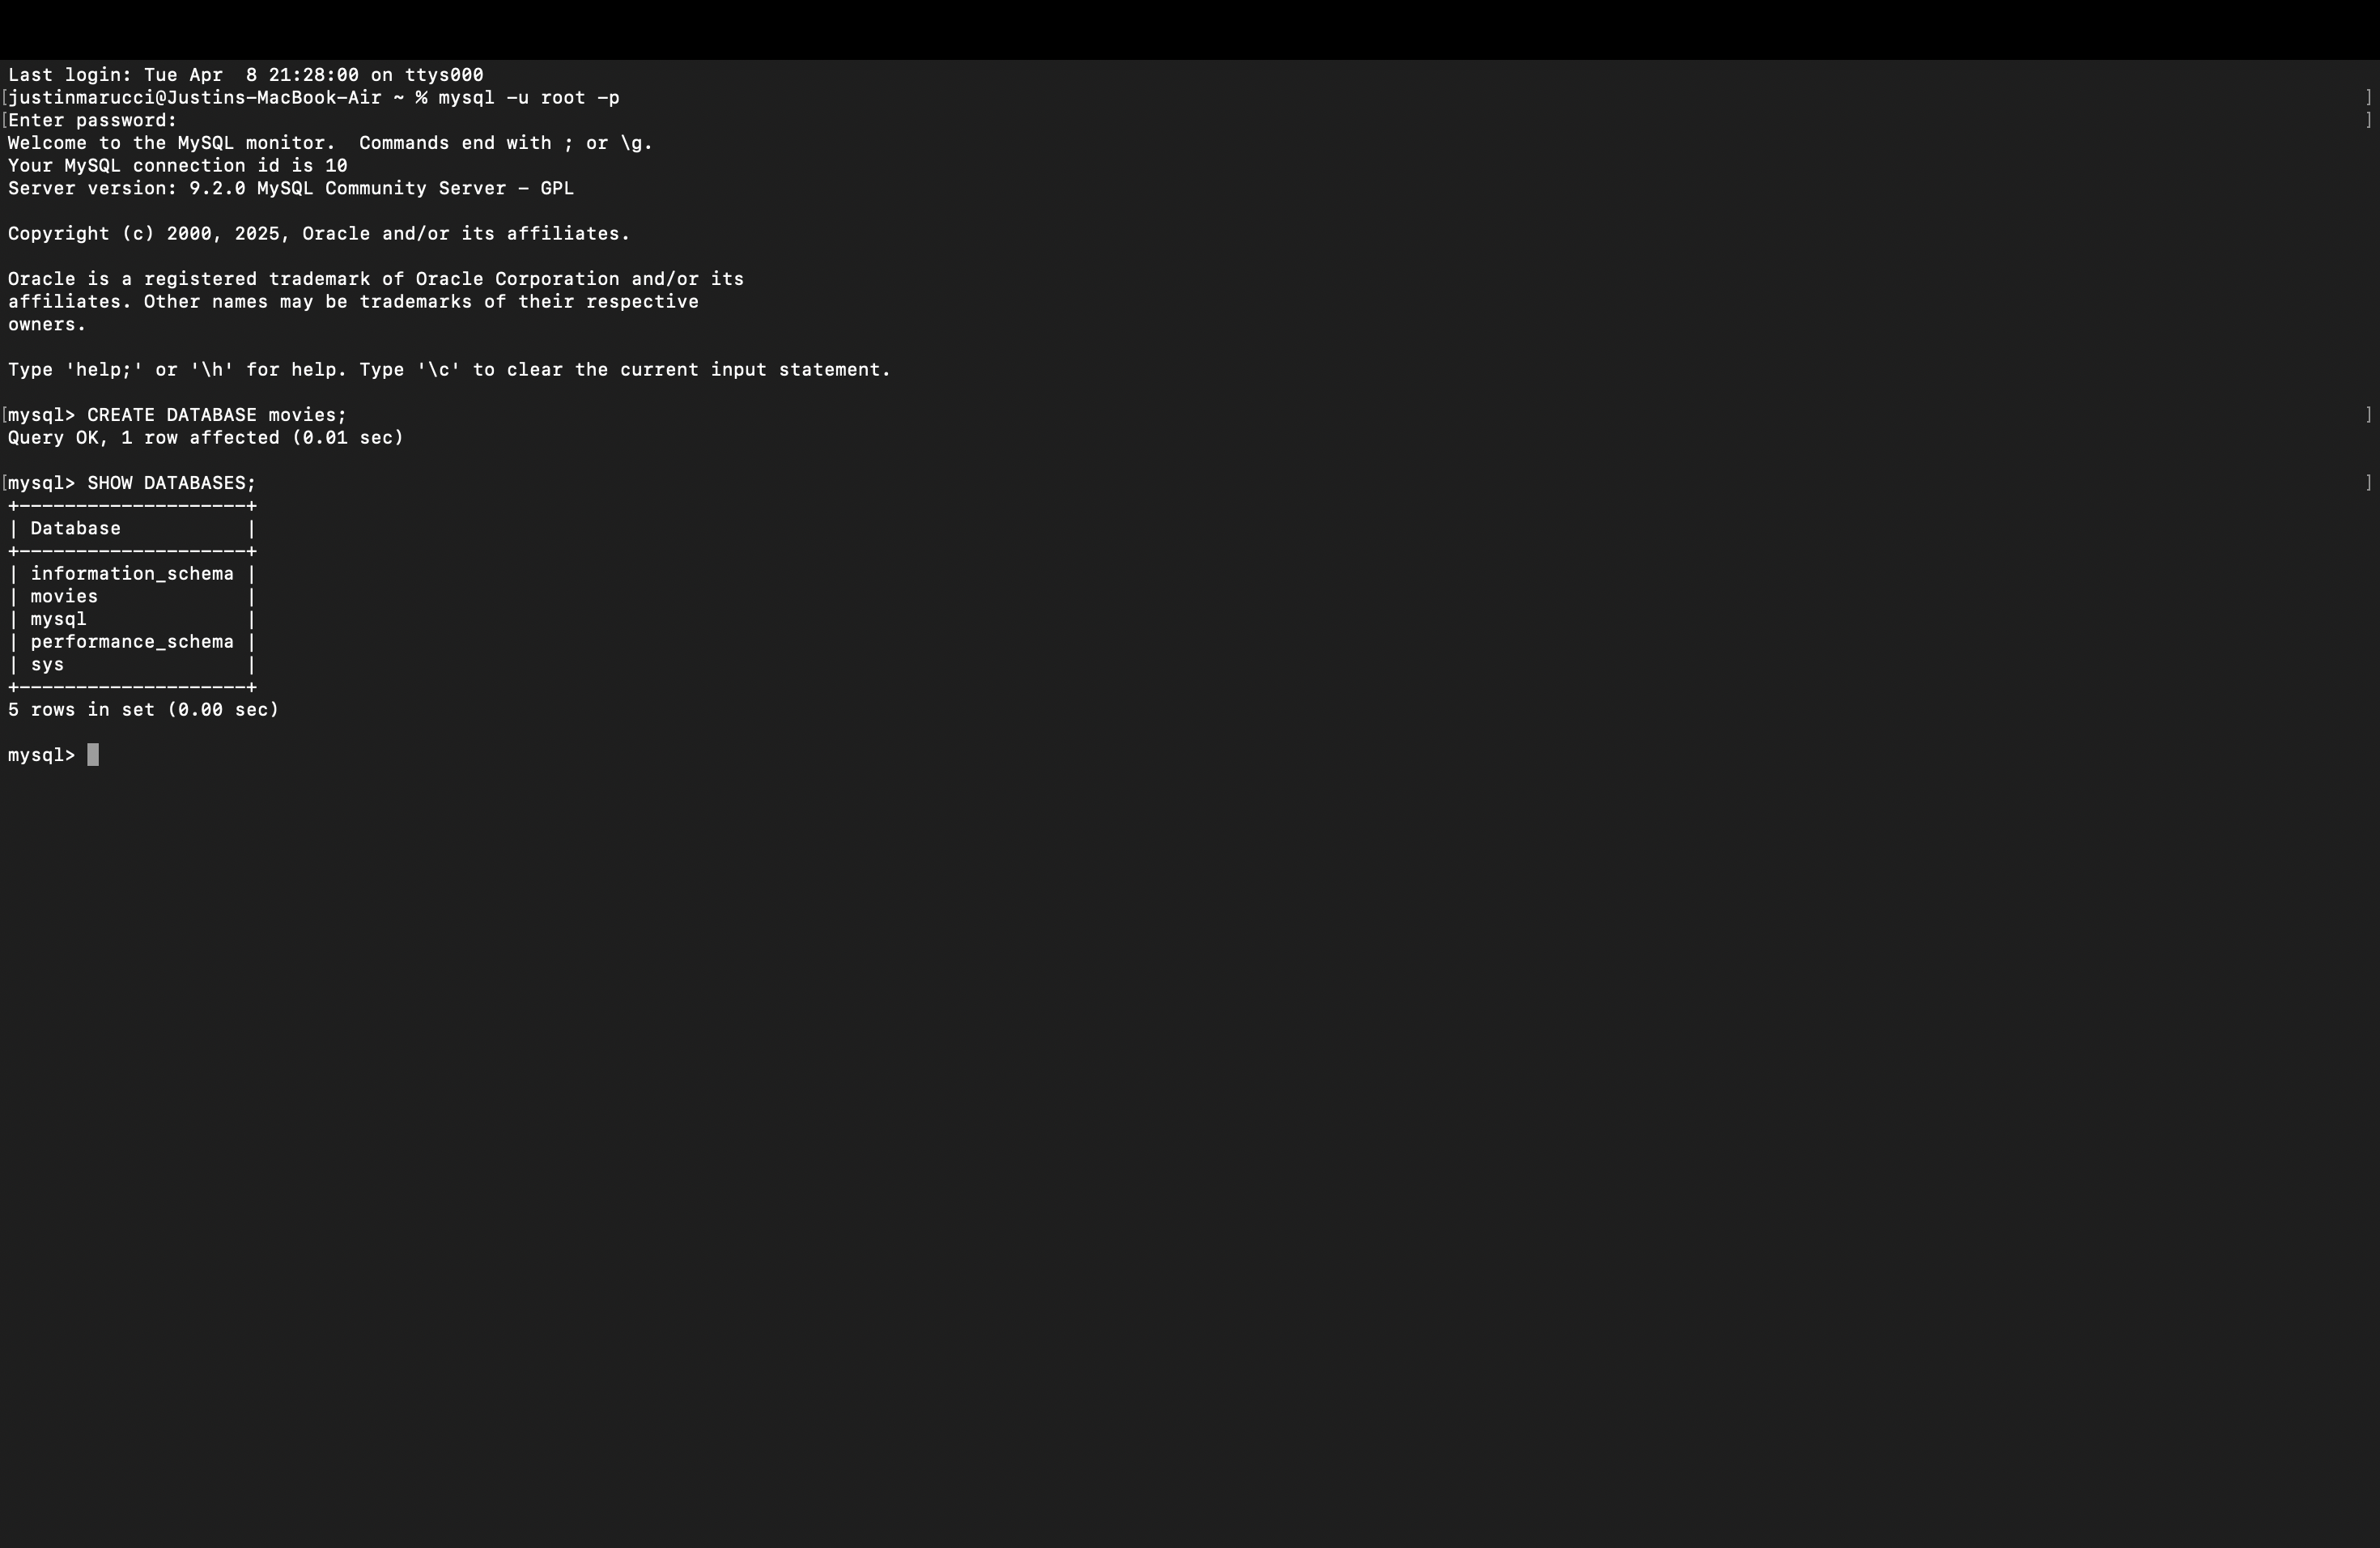 Last login: Tue Apr  8 21:28:00 on ttys000
[justinmarucci@Justins-MacBook-Air ~ % mysql -u root -p ]
[Enter password: ]
Welcome to the MySQL monitor.  Commands end with ; or \g.
Your MySQL connection id is 10
Server version: 9.2.0 MySQL Community Server - GPL

Copyright (c) 2000, 2025, Oracle and/or its affiliates.

Oracle is a registered trademark of Oracle Corporation and/or its
affiliates. Other names may be trademarks of their respective
owners.

Type 'help;' or '\h' for help. Type '\c' to clear the current input statement.

[mysql> CREATE DATABASE movies; ]
Query OK, 1 row affected (0.01 sec)

[mysql> SHOW DATABASES; ]
+--------------------+
| Database           |
+--------------------+
| information_schema |
| movies             |
| mysql              |
| performance_schema |
| sys                |
+--------------------+
5 rows in set (0.00 sec)

mysql>